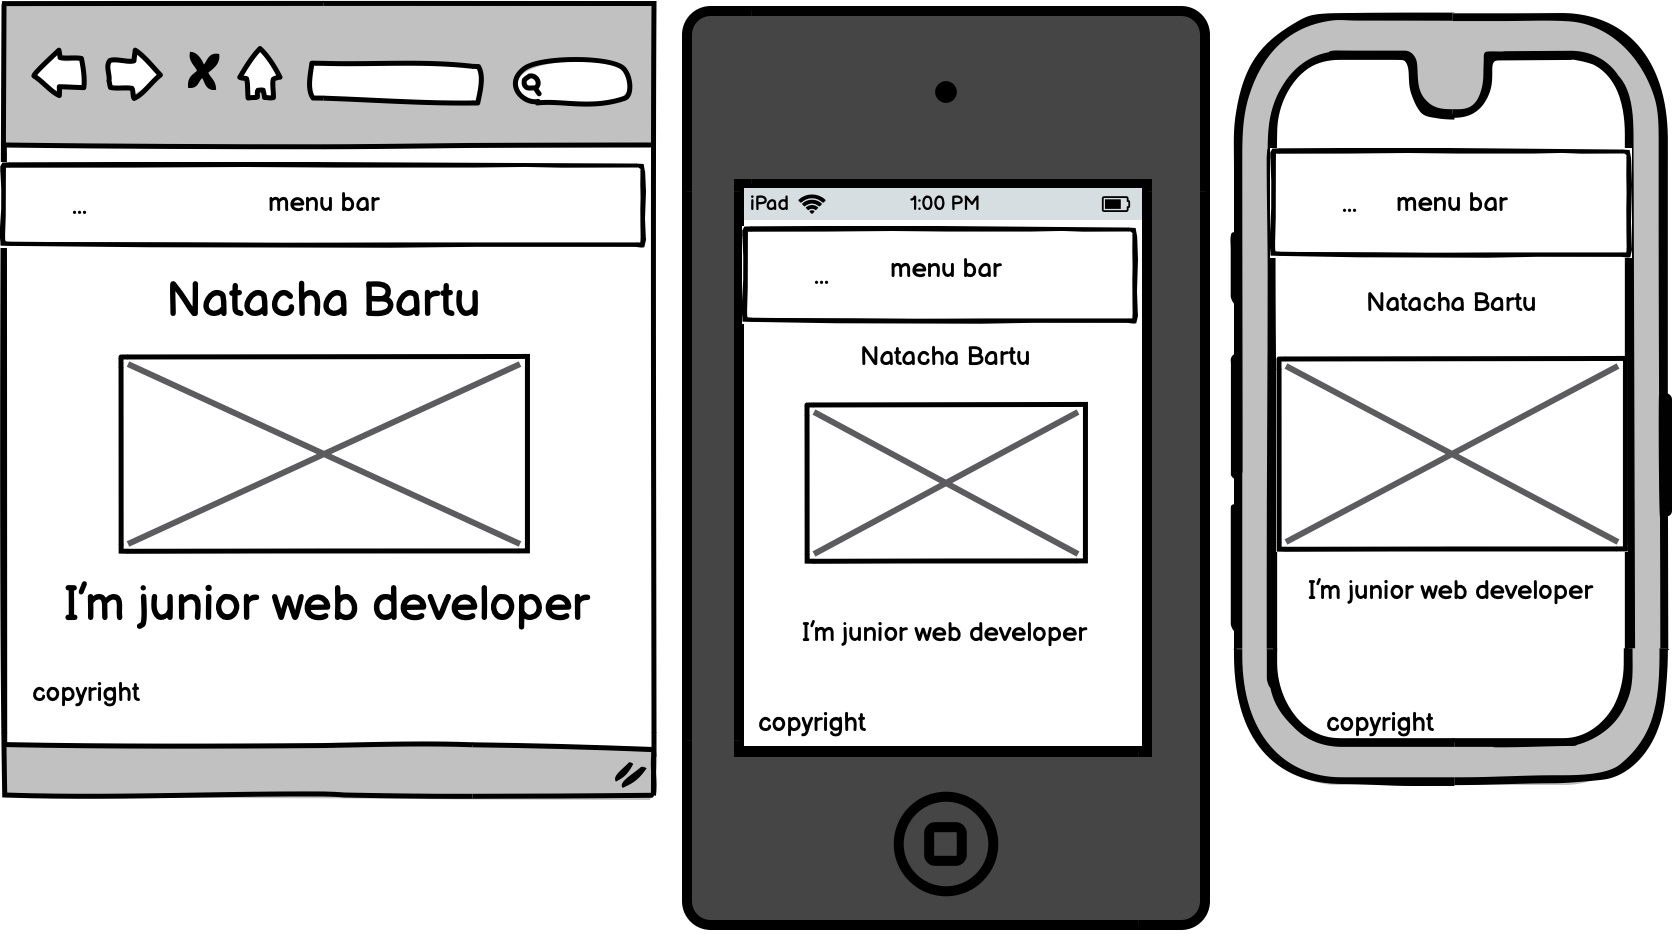 ... menu bar
Natacha Bartu
I'm junior web developer
copyright
iPad 1:00 PM
menu bar
...
Natacha Bartu
I'm junior web developer
copyright
... menu bar
Natacha Bartu
I'm junior web developer
copyright